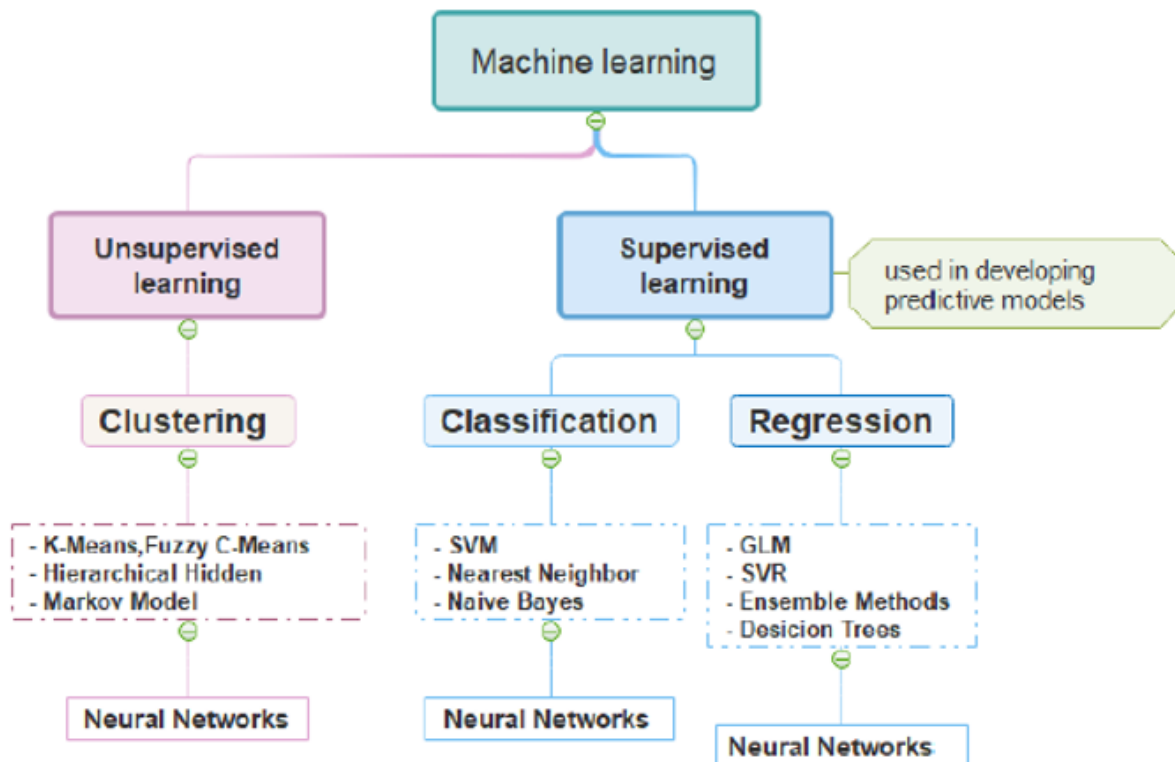 Machine learning
Unsupervised
learning
Supervised
learning
used in developing
predictive models
Clustering
Classification
Regression
- K-Means,Fuzzy C-Means
- Hierarchical Hidden
- Markov Model
- SVM
- Nearest Neighbor
- Naive Bayes
- GLM
- SVR
- Ensemble Methods
- Desicion Trees
Neural Networks
Neural Networks
Neural Networks